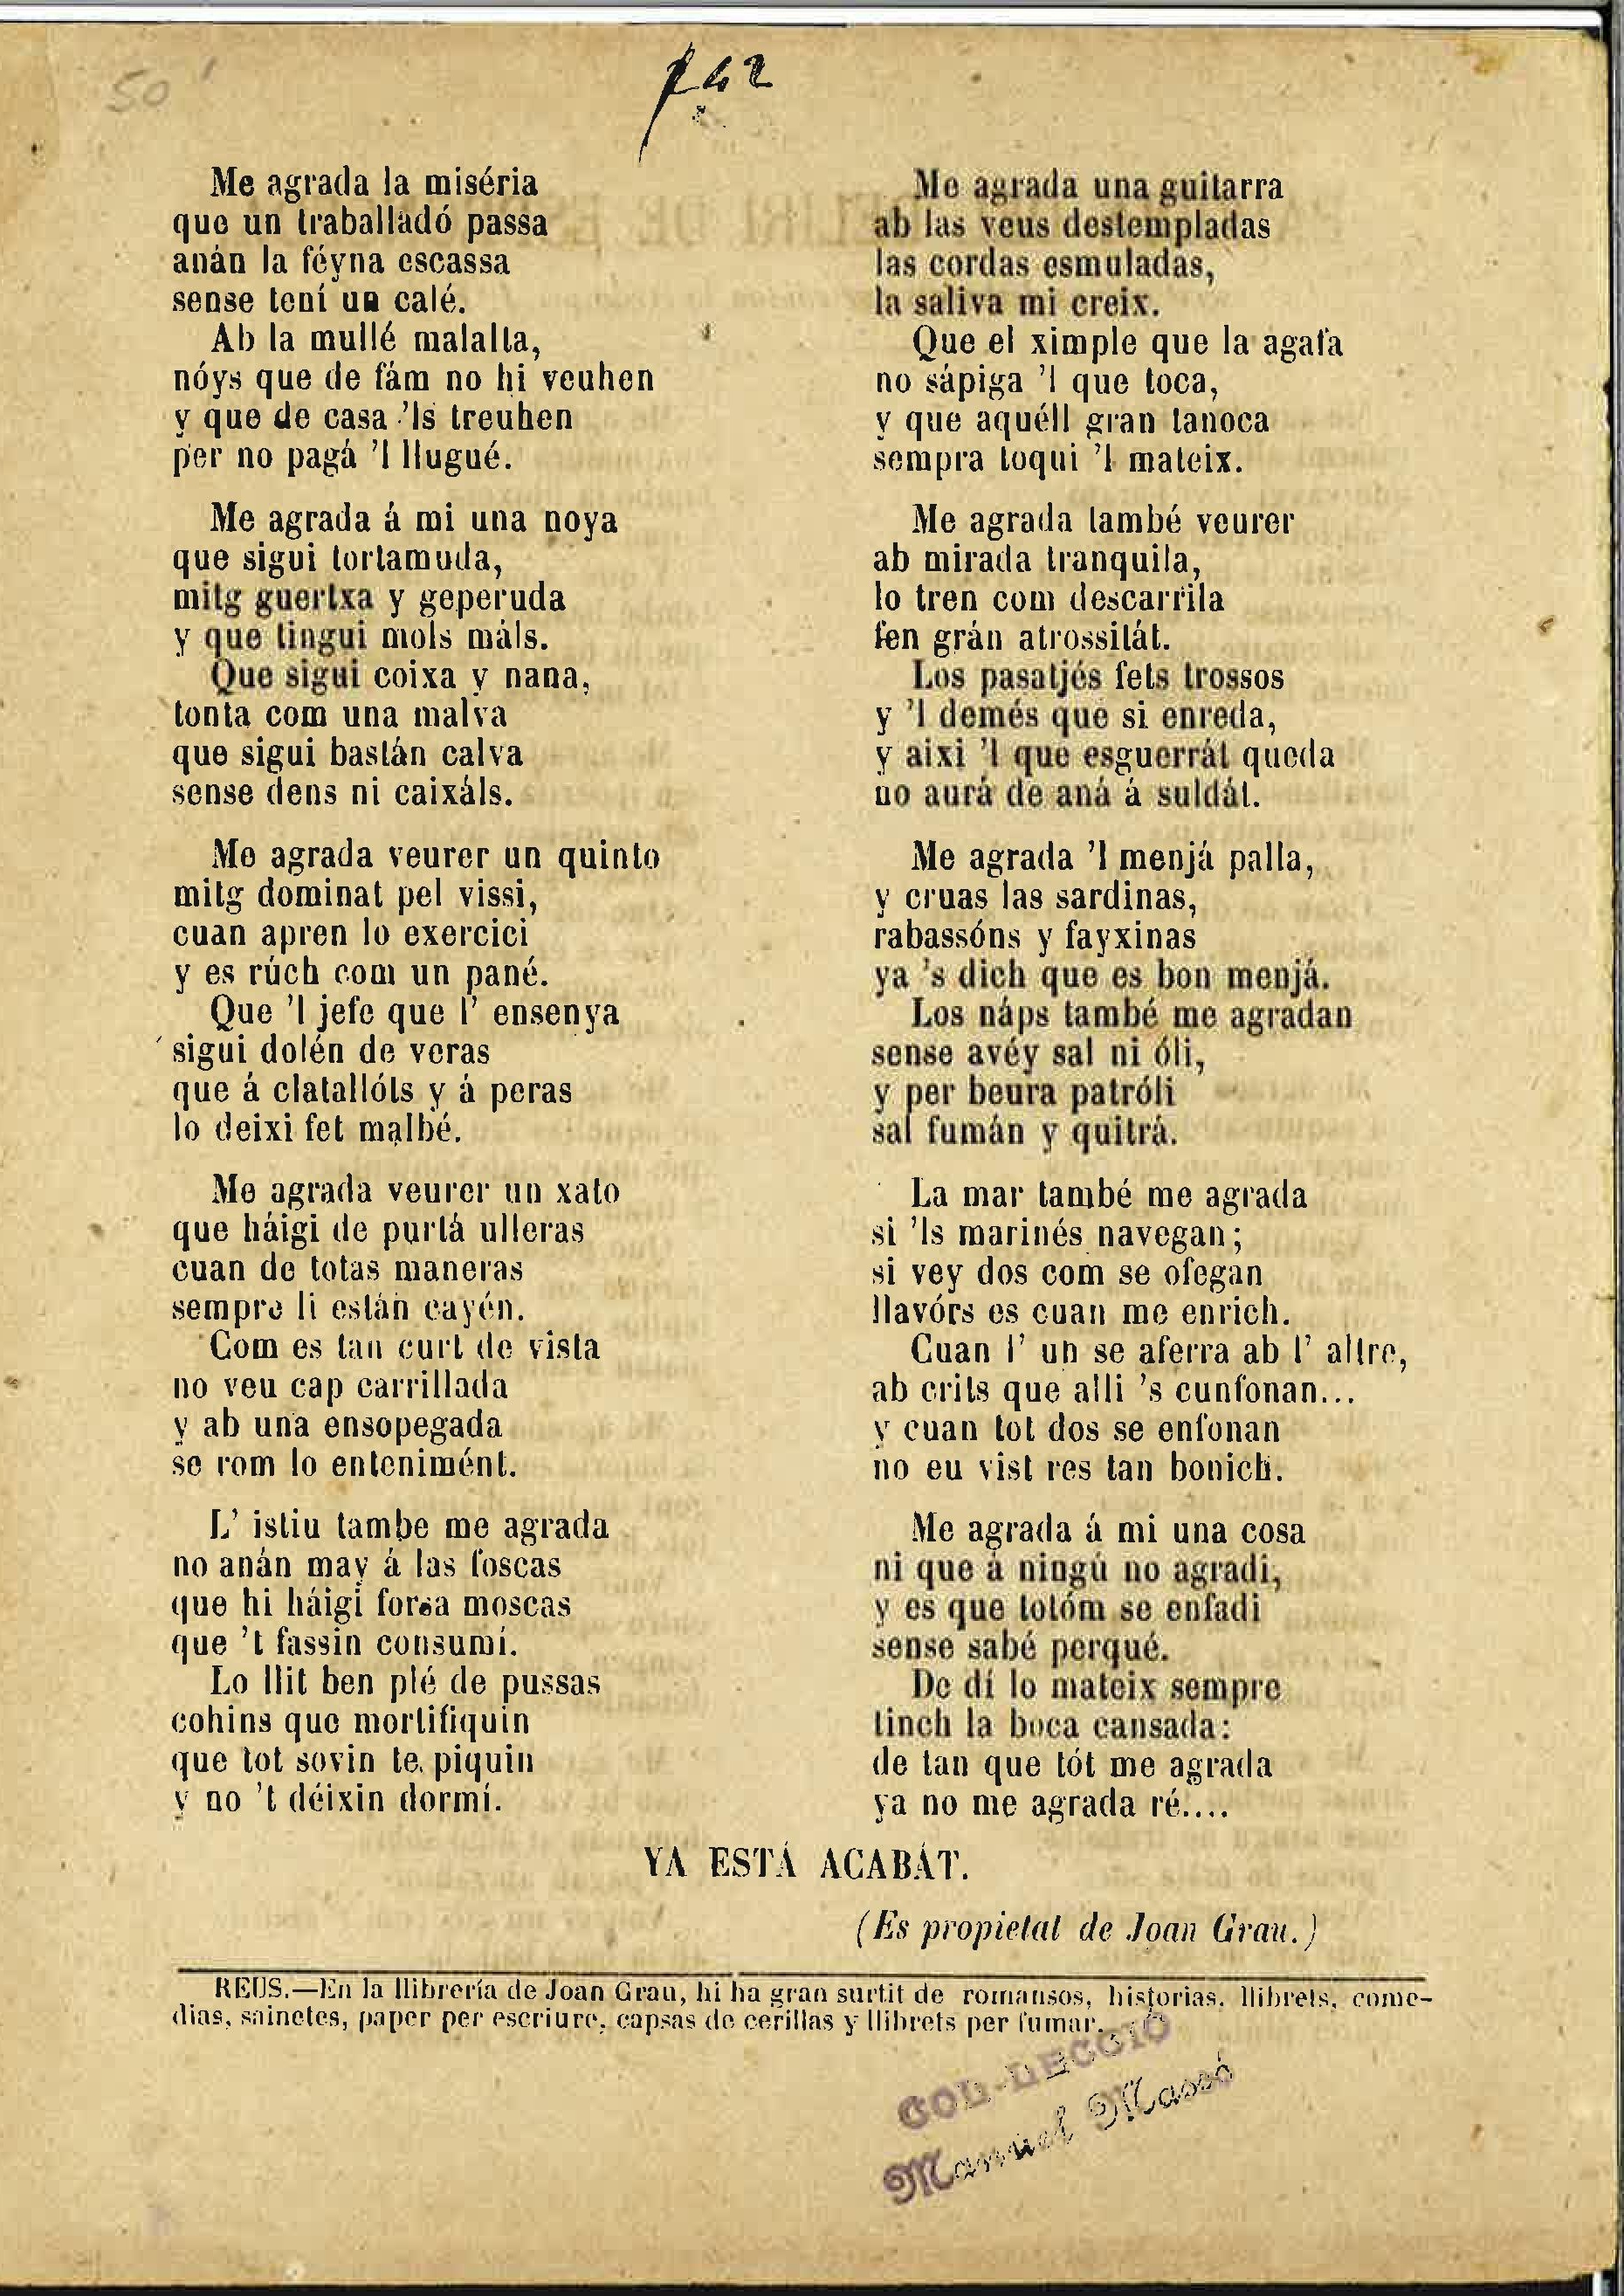 50
Me agrada la miséria
que un traballadó passa
anán la féyna escassa
sense tení un calé.
Ab la mullé malalta,
nóys que de fám no hi veuhen
y que de casa 'ls treuhen
per no pagá 'l llugué.
Me agrada á mi una noya
que sigui tortamuda,
mitg guertxa y geperuda
y que tingui mols máls.
Que sigui coixa y nana,
tonta com una malva
que sigui bastán calva
sense dens ni caixáls.
Me agrada veurer un quinto
mitg dominat pel vissi,
cuan apren lo exercici
y es rúch com un pané.
Que 'l jefe que l' ensenya
sigui dolén de veras
que á clatallóts y á peras
lo deixi fet malbé.
Me agrada veurer un xato
que háigi de purtá ulleras
cuan de totas maneras
sempre li están cayén.
Com es tan curt de vista
no veu cap carrillada
y ab una ensopegada
se rom lo entenimént.
L' istiu tambe me agrada
no anán may á las foscas
que hi háigi forsa moscas
que 't fassin consumí.
Lo llit ben plé de pussas
cohins que mortifiquin
que tot sovin te piquin
y no 't déixin dormí.
Me agrada una guitarra
ab las veus destempladas
las cordas esmuladas,
la saliva mi creix.
Que el ximple que la agafa
no sápiga 'l que toca,
y que aquéll gran tanoca
sempra toqui 'l mateix.
Me agrada també veurer
ab mirada tranquila,
lo tren com descarrila
fen grán atrossitát.
Los pasatjés fets trossos
y 'l demés que si enreda,
y aixi 'l que esguerrát queda
no aurá de aná á suldát.
Me agrada 'l menjá palla,
y cruas las sardinas,
rabassóns y fayxinas
ya 's dich que es bon menjá.
Los náps també me agradan
sense avéy sal ni óli,
y per beura patróli
sal fumán y quitrá.
La mar també me agrada
si 'ls marinés navegan;
si vey dos com se ofegan
llavórs es cuan me enrich.
Cuan l' un se aferra ab l' altre,
ab crits que alli 's cunfonan...
y cuan tot dos se enfonan
no eu vist res tan bonich.
Me agrada á mi una cosa
ni que á ningú no agradi,
y es que totóm se enfadi
sense sabé perqué.
De dí lo mateix sempre
tinch la boca cansada:
de tan que tót me agrada
ya no me agrada ré....
YA ESTÁ ACABÁT.
(Es propietat de Joan Grau.)
REUS.—En la llibrería de Joan Grau, hi ha gran surtit de romansos, historias, llibrets, come-
dias, sainetes, paper per escriure, capsas de cerillas y llibrets per fumar.
COL·LECCIÓ
Manuel Massó